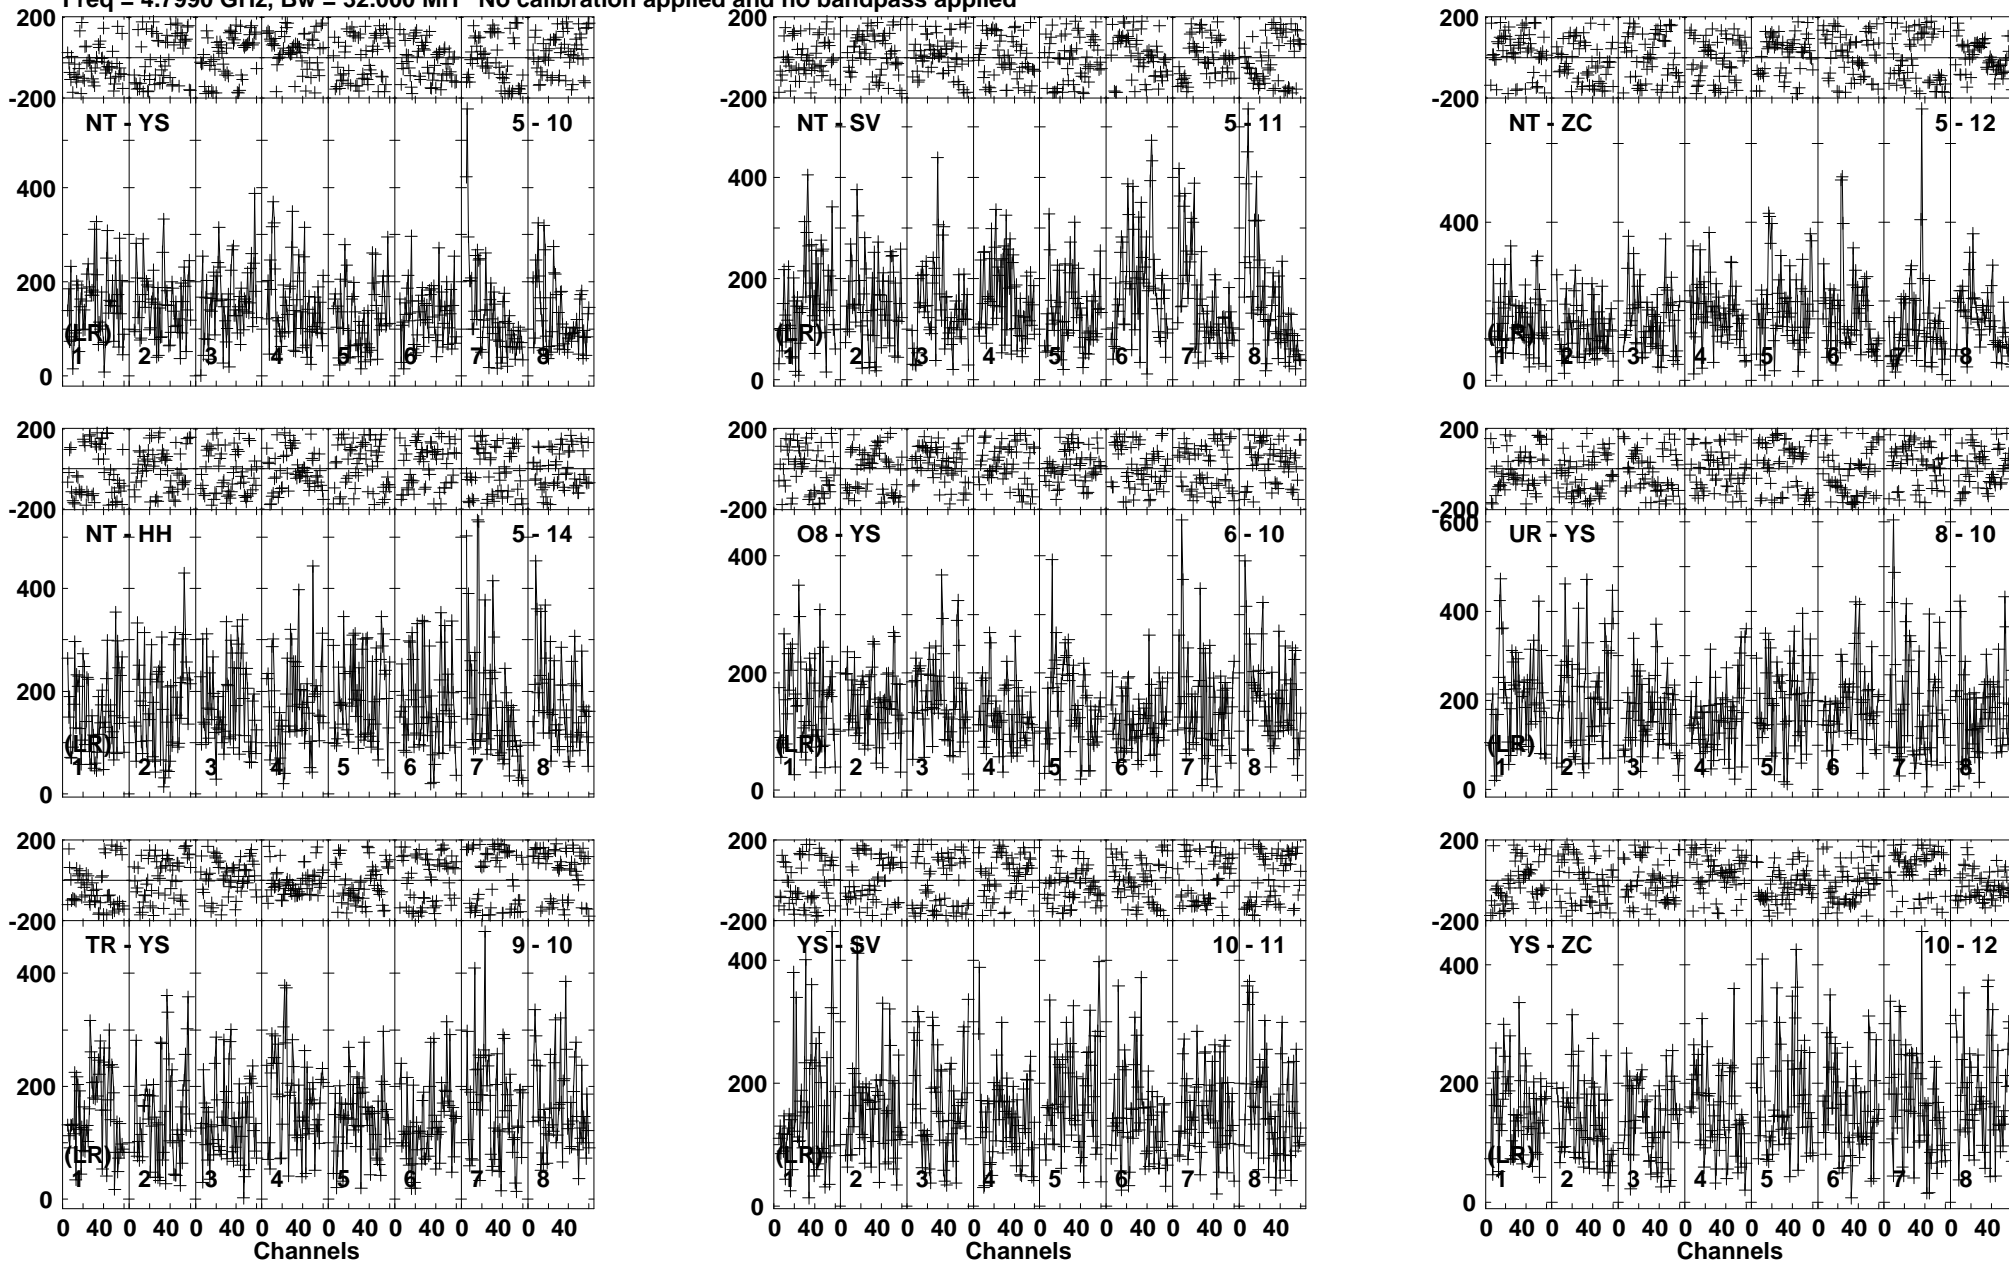 Freq = 4.7990 GHz, Bw = 32.000 MH No calibration applied and no bandpass applied
200 200 200
-200 -200 -200
NT - YS 5 - 10 NT - SV 5 - 11 NT - ZC 5 - 12
400 400 400
200 200 200
(LR) (LR) (LR)
1 2 3 4 5 6 7 8 1 2 3 4 5 6 7 8 1 2 3 4 5 6 7 8
0 0 0
200 200 200
-200 -200 -200
600
NT - HH 5 - 14 O8 - YS 6 - 10 UR - YS 8 - 10
400 400 400
200 200 200
(LR) (LR) (LR)
1 2 3 4 5 6 7 8 1 2 3 4 5 6 7 8 1 2 3 4 5 6 7 8
0 0 0
200 200 200
-200 -200 -200
TR - YS 9 - 10 YS - SV 10 - 11 YS - ZC 10 - 12
400 400 400
200 200 200
(LR) (LR) (LR)
1 2 3 4 5 6 7 8 1 2 3 4 5 6 7 8 1 2 3 4 5 6 7 8
0 0 0
0 40 0 40 0 40 0 40 0 40 0 40 0 40 0 40 0 40 0 40 0 40 0 40 0 40 0 40 0 40 0 40 0 40 0 40 0 40 0 40 0 40 0 40 0 40 0 40
Channels Channels Channels